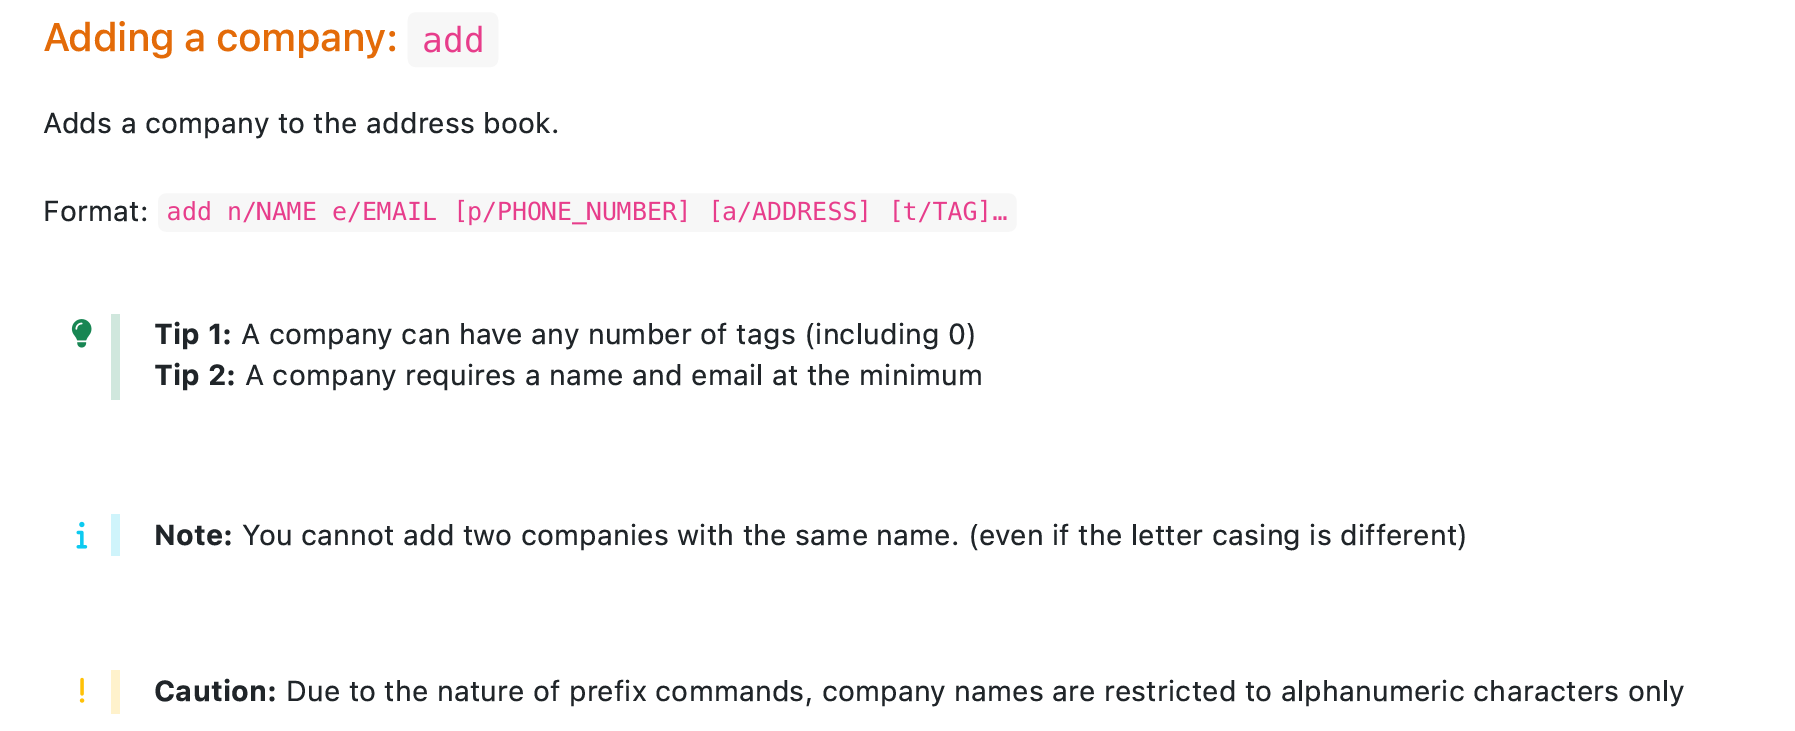 Adding a company: add
Adds a company to the address book.
Format: add n/NAME e/EMAIL [p/PHONE_NUMBER] [a/ADDRESS] [t/TAG]…
Tip 1: A company can have any number of tags (including 0)
Tip 2: A company requires a name and email at the minimum
Note: You cannot add two companies with the same name. (even if the letter casing is different)
Caution: Due to the nature of prefix commands, company names are restricted to alphanumeric characters only